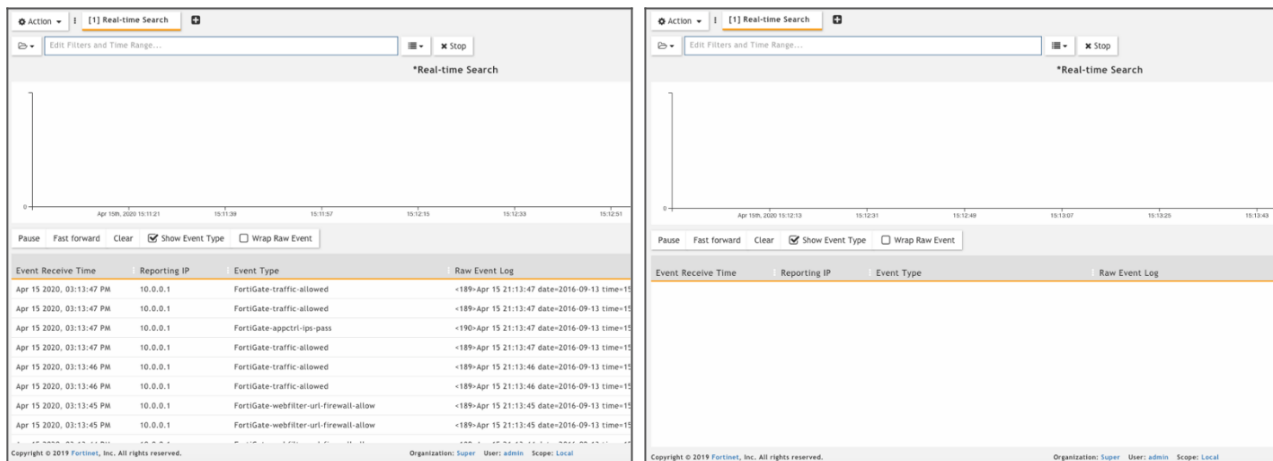 Action [1] Real-time Search
Edit Filters and Time Range...
Stop
*Real-time Search
0
Apr 15th, 2020 15:11:21 15:11:39 15:11:57 15:12:15 15:12:33 15:12:51
Pause Fast forward Clear Show Event Type Wrap Raw Event
Event Receive Time Reporting IP Event Type Raw Event Log
Apr 15 2020, 03:13:47 PM 10.0.0.1 FortiGate-traffic-allowed <189>Apr 15 21:13:47 date=2016-09-13 time=15
Apr 15 2020, 03:13:47 PM 10.0.0.1 FortiGate-traffic-allowed <189>Apr 15 21:13:47 date=2016-09-13 time=15
Apr 15 2020, 03:13:47 PM 10.0.0.1 FortiGate-appctrl-ips-pass <190>Apr 15 21:13:47 date=2016-09-13 time=15
Apr 15 2020, 03:13:47 PM 10.0.0.1 FortiGate-traffic-allowed <189>Apr 15 21:13:47 date=2016-09-13 time=15
Apr 15 2020, 03:13:46 PM 10.0.0.1 FortiGate-traffic-allowed <189>Apr 15 21:13:46 date=2016-09-13 time=15
Apr 15 2020, 03:13:46 PM 10.0.0.1 FortiGate-traffic-allowed <189>Apr 15 21:13:46 date=2016-09-13 time=15
Apr 15 2020, 03:13:45 PM 10.0.0.1 FortiGate-webfilter-url-firewall-allow <189>Apr 15 21:13:45 date=2016-09-13 time=15
Apr 15 2020, 03:13:45 PM 10.0.0.1 FortiGate-webfilter-url-firewall-allow <189>Apr 15 21:13:45 date=2016-09-13 time=15
Copyright © 2019 Fortinet, Inc. All rights reserved. Organization: Super User: admin Scope: Local
Action [1] Real-time Search
Edit Filters and Time Range...
Stop
*Real-time Search
0
Apr 15th, 2020 15:12:13 15:12:31 15:12:49 15:13:07 15:13:25 15:13:43
Pause Fast forward Clear Show Event Type Wrap Raw Event
Event Receive Time Reporting IP Event Type Raw Event Log
Copyright © 2019 Fortinet, Inc. All rights reserved. Organization: Super User: admin Scope: Local